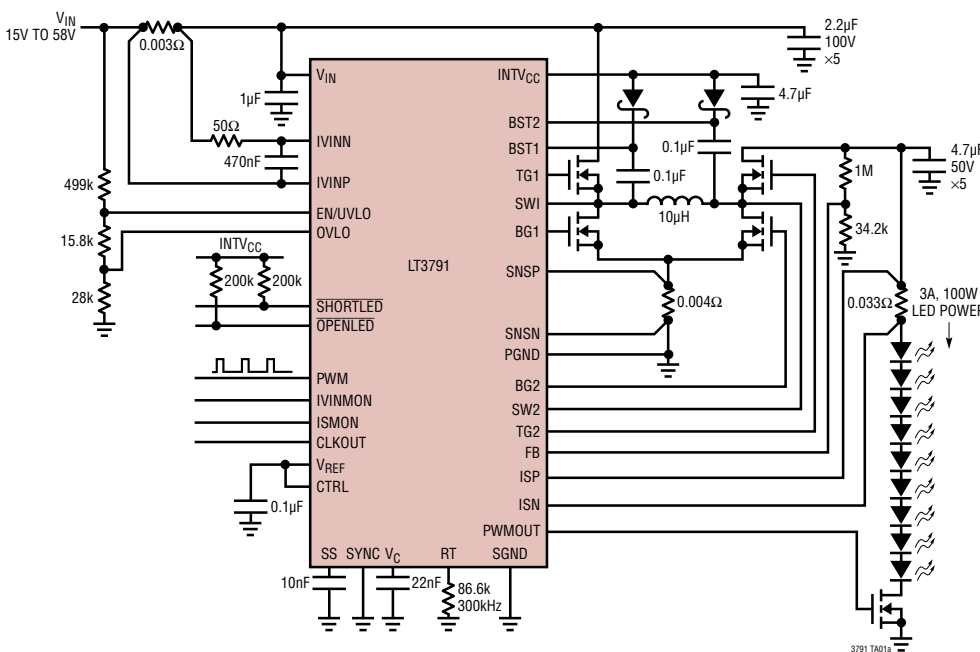 VIN
15V TO 58V
0.003Ω
2.2µF
100V
×5
1µF
VIN
INTVCC
4.7µF
50Ω
470nF
IVINN
IVINP
BST2
BST1
0.1µF
0.1µF
TG1
SWI
10µH
BG1
1M
4.7µF
50V
×5
34.2k
499k
EN/UVLO
OVLO
15.8k
28k
INTVCC
200k
200k
LT3791
SHORTLED
OPENLED
SNSP
0.004Ω
SNSN
PGND
0.033Ω
3A, 100W
LED POWER
PWM
IVINMON
ISMON
CLKOUT
VREF
CTRL
0.1µF
BG2
SW2
TG2
FB
ISP
ISN
PWMOUT
SS
SYNC
VC
RT
SGND
10nF
22nF
86.6k
300kHz
3791 TA01a